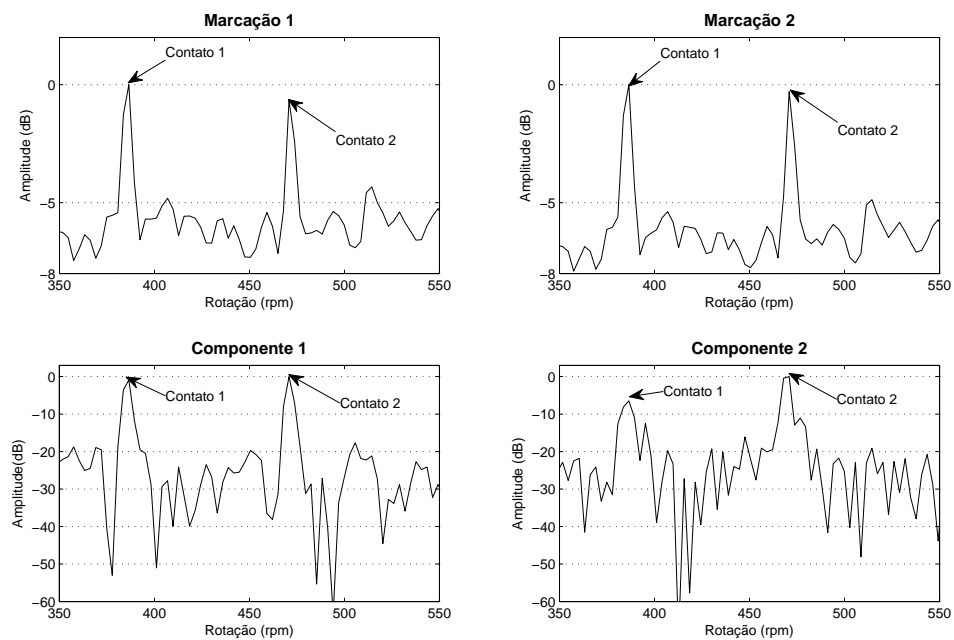 Marcação 1
Amplitude (dB)
0
−5
−8
350
400
450
500
550
Rotação (rpm)
Contato 1
Contato 2
Marcação 2
Amplitude (dB)
0
−5
−8
350
400
450
500
550
Rotação (rpm)
Contato 1
Contato 2
Componente 1
Amplitude(dB)
0
−10
−20
−30
−40
−50
−60
350
400
450
500
550
Rotação (rpm)
Contato 1
Contato 2
Componente 2
Amplitude (dB)
0
−10
−20
−30
−40
−50
−60
350
400
450
500
550
Rotação (rpm)
Contato 1
Contato 2